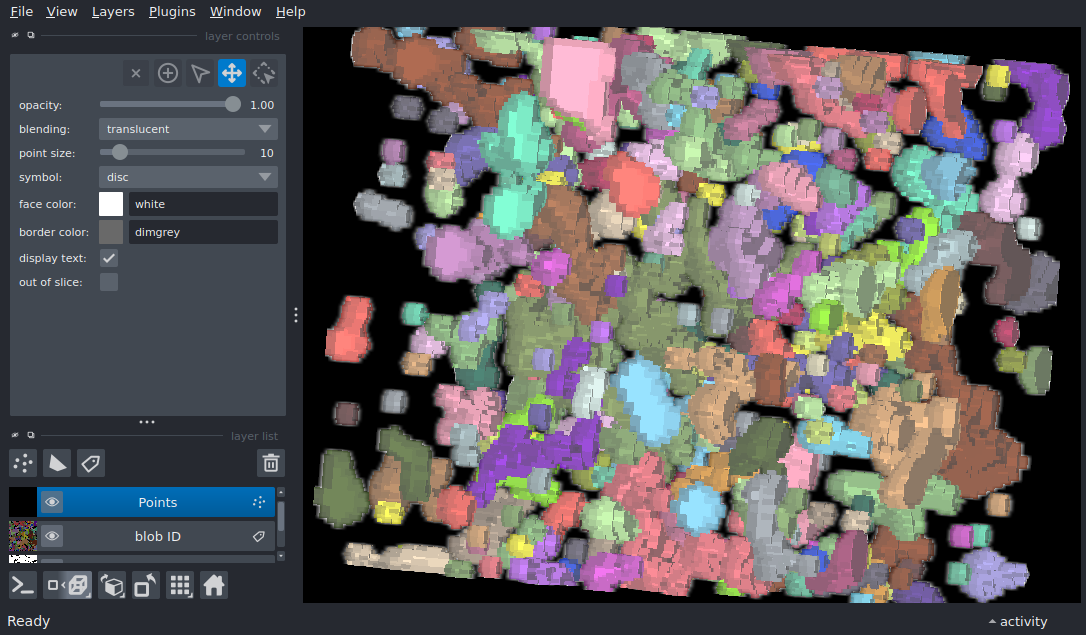 File View Layers Plugins Window Help
layer controls
opacity: 1.00
blending: translucent
point size: 10
symbol: disc
face color: white
border color: dimgrey
display text:
out of slice:
layer list
Points
blob ID
Ready
activity